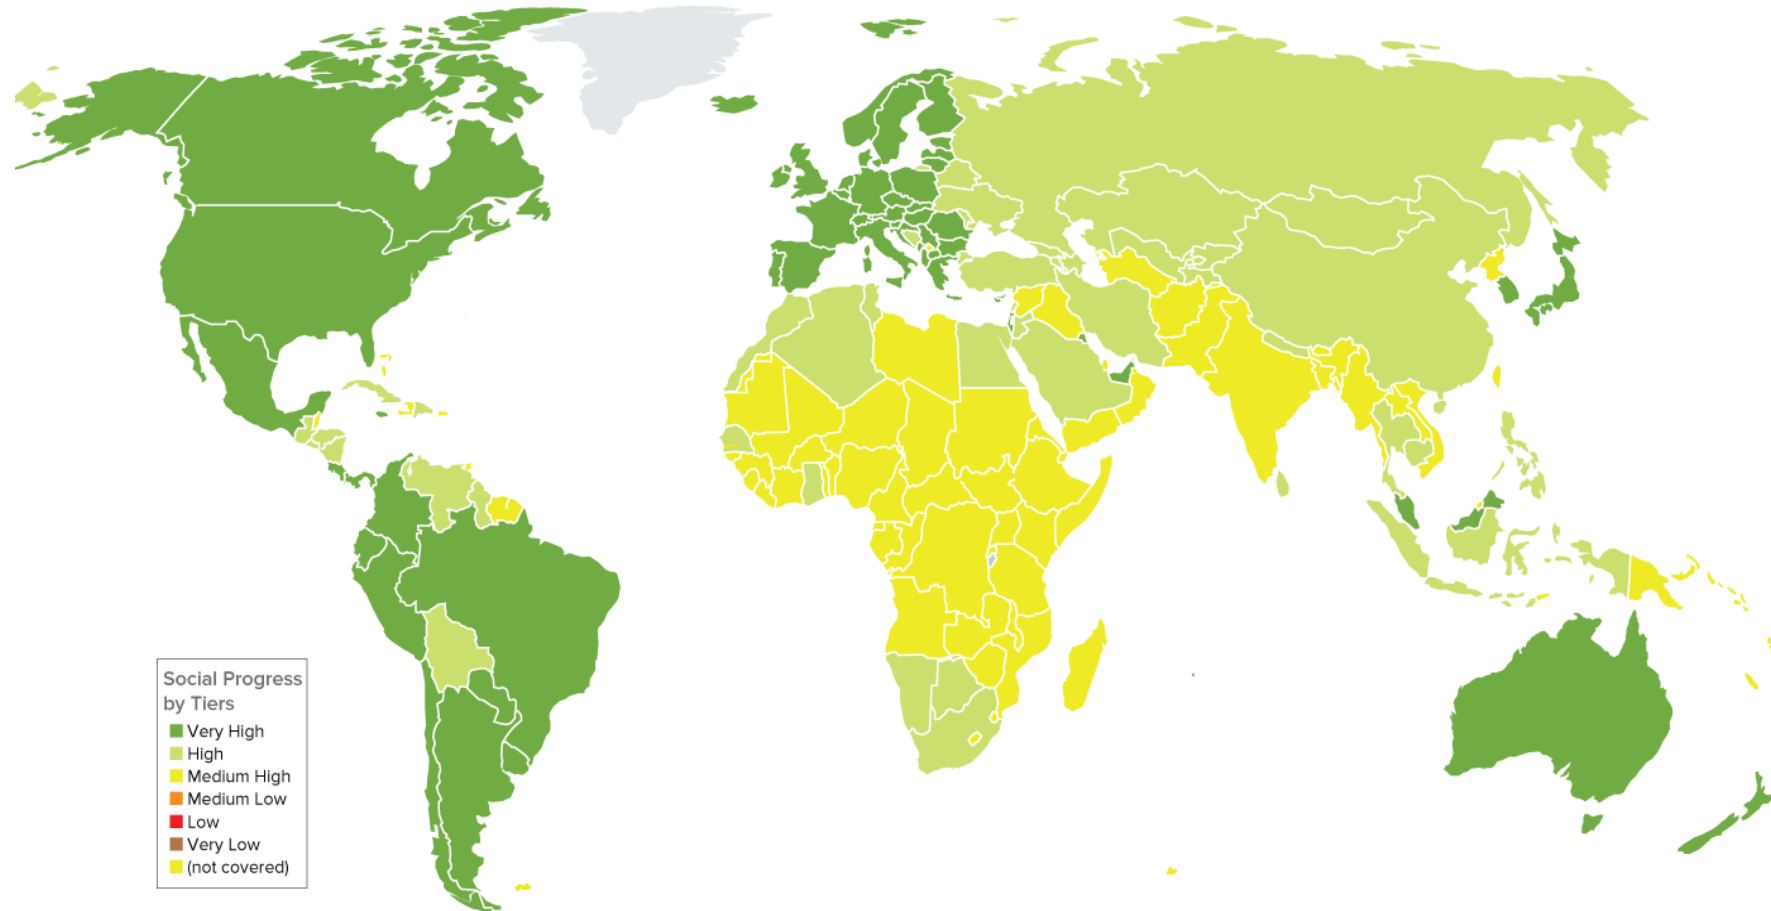 Social Progress
by Tiers
Very High
High
Medium High
Medium Low
Low
Very Low
(not covered)